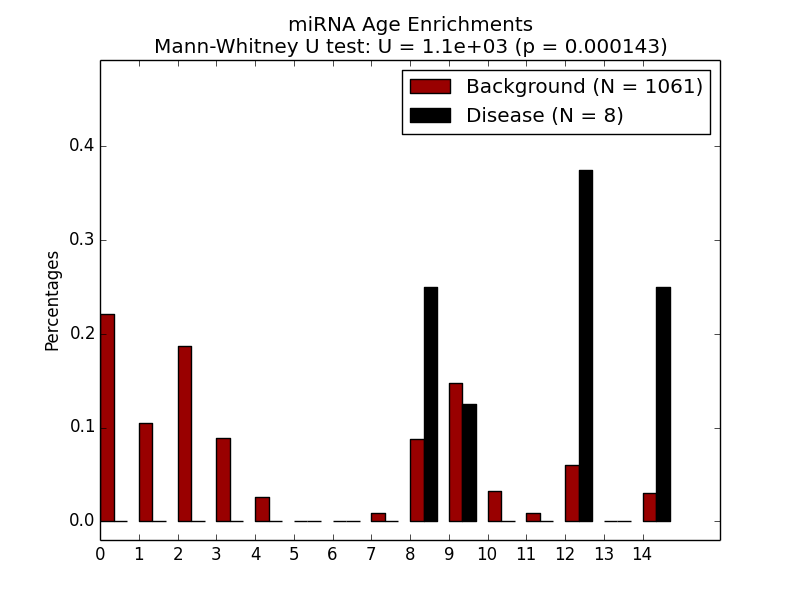 miRNA Age Enrichments
Mann-Whitney U test: U = 1.1e+03 (p = 0.000143)
Background (N = 1061)
Disease (N = 8)
Percentages
0.4
0.3
0.2
0.1
0.0
0 1 2 3 4 5 6 7 8 9 10 11 12 13 14